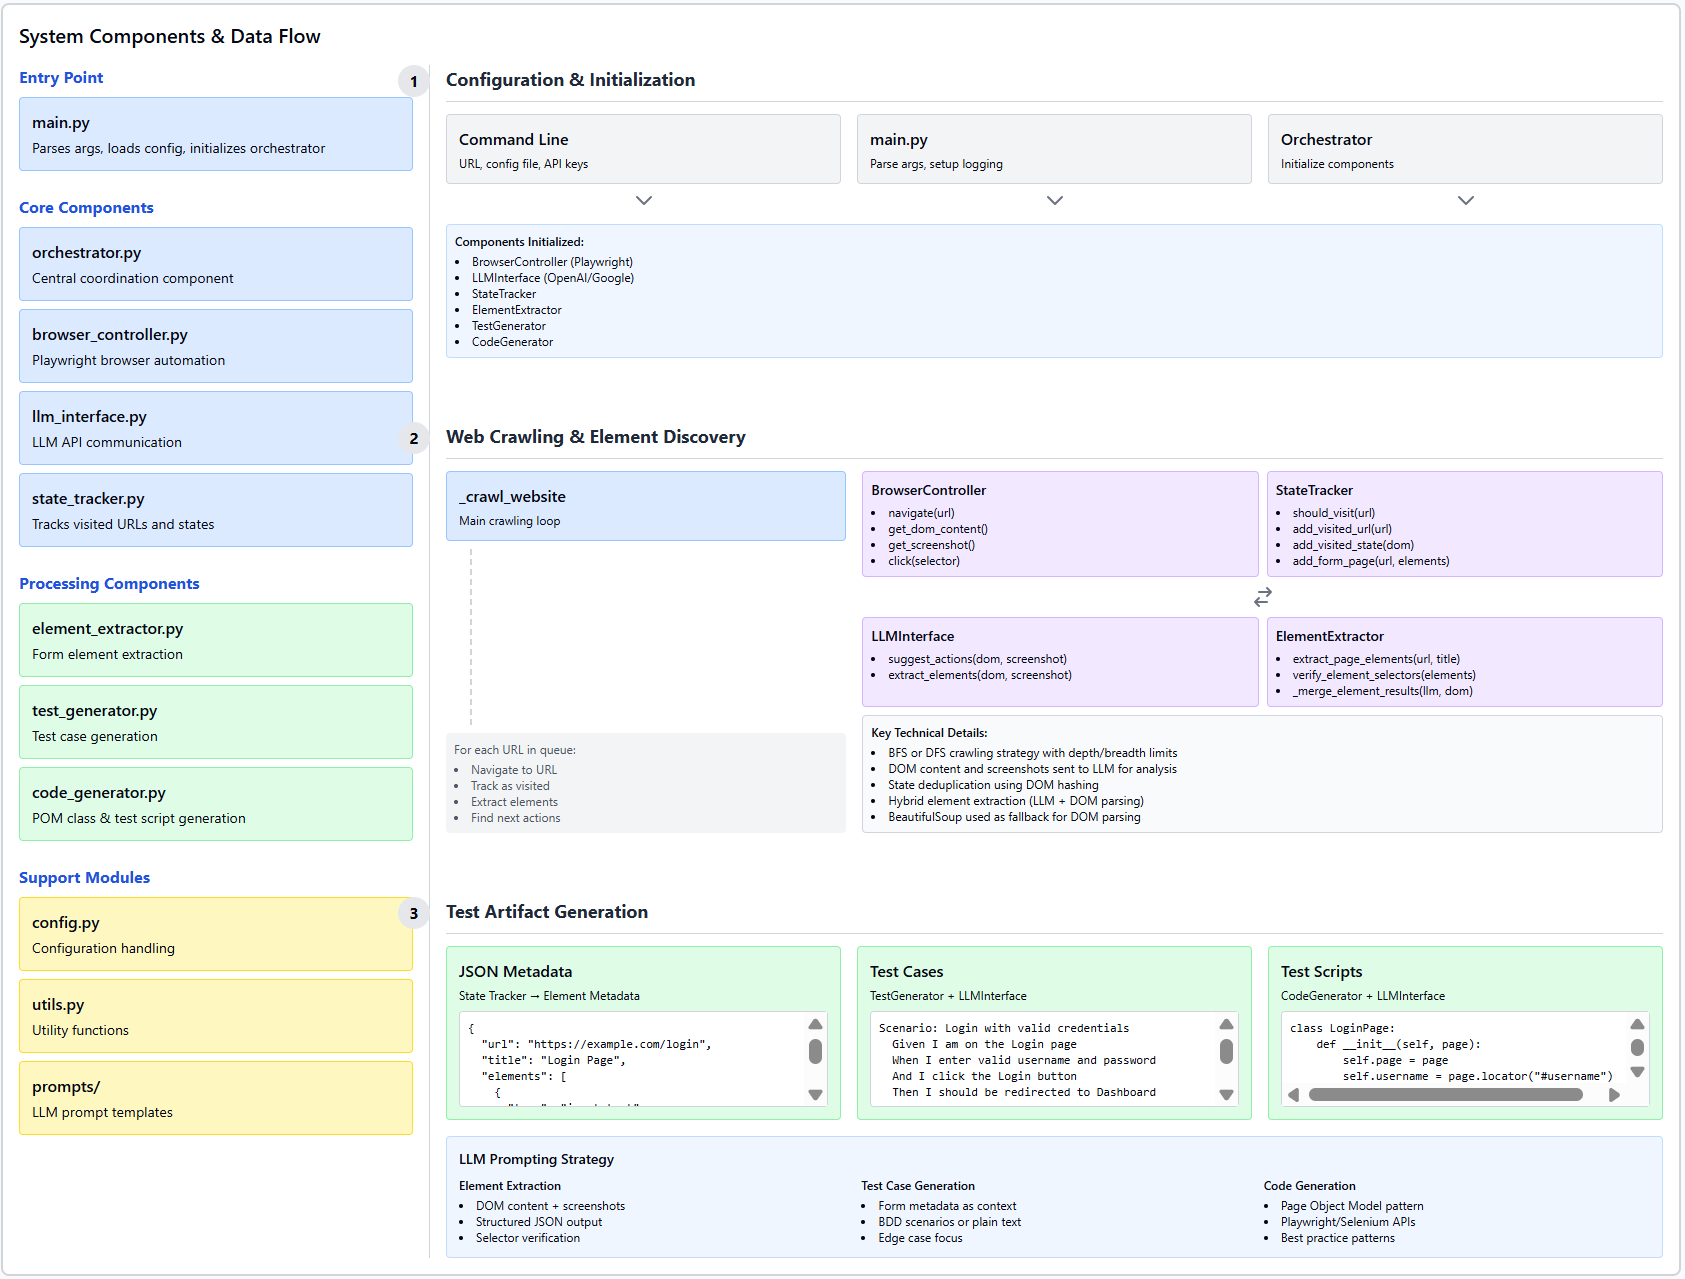 System Components & Data Flow
Entry Point
main.py
Parses args, loads config, initializes orchestrator
Core Components
orchestrator.py
Central coordination component
browser_controller.py
Playwright browser automation
llm_interface.py
LLM API communication
state_tracker.py
Tracks visited URLs and states
Processing Components
element_extractor.py
Form element extraction
test_generator.py
Test case generation
code_generator.py
POM class & test script generation
Support Modules
config.py
Configuration handling
utils.py
Utility functions
prompts/
LLM prompt templates
1
Configuration & Initialization
Command Line
URL, config file, API keys
main.py
Parse args, setup logging
Orchestrator
Initialize components
Components Initialized:
• BrowserController (Playwright)
• LLMInterface (OpenAI/Google)
• StateTracker
• ElementExtractor
• TestGenerator
• CodeGenerator
2
Web Crawling & Element Discovery
_crawl_website
Main crawling loop
For each URL in queue:
• Navigate to URL
• Track as visited
• Extract elements
• Find next actions
BrowserController
• navigate(url)
• get_dom_content()
• get_screenshot()
• click(selector)
StateTracker
• should_visit(url)
• add_visited_url(url)
• add_visited_state(dom)
• add_form_page(url, elements)
LLMInterface
• suggest_actions(dom, screenshot)
• extract_elements(dom, screenshot)
ElementExtractor
• extract_page_elements(url, title)
• verify_element_selectors(elements)
• _merge_element_results(llm, dom)
Key Technical Details:
• BFS or DFS crawling strategy with depth/breadth limits
• DOM content and screenshots sent to LLM for analysis
• State deduplication using DOM hashing
• Hybrid element extraction (LLM + DOM parsing)
• BeautifulSoup used as fallback for DOM parsing
3
Test Artifact Generation
JSON Metadata
State Tracker → Element Metadata
{
"url": "https://example.com/login",
"title": "Login Page",
"elements": [
{
Test Cases
TestGenerator + LLMInterface
Scenario: Login with valid credentials
Given I am on the Login page
When I enter valid username and password
And I click the Login button
Then I should be redirected to Dashboard
Test Scripts
CodeGenerator + LLMInterface
class LoginPage:
def __init__(self, page):
self.page = page
self.username = page.locator("#username")
LLM Prompting Strategy
Element Extraction
• DOM content + screenshots
• Structured JSON output
• Selector verification
Test Case Generation
• Form metadata as context
• BDD scenarios or plain text
• Edge case focus
Code Generation
• Page Object Model pattern
• Playwright/Selenium APIs
• Best practice patterns